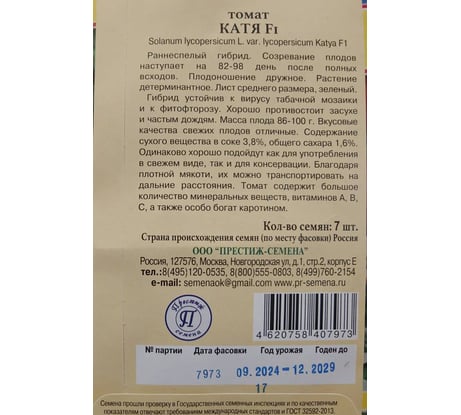 томат
КАТЯ F1
Solanum lycopersicum L. var. lycopersicum Katya F1
Раннеспелый гибрид. Созревание плодов
наступает на 82-98 день после полных
всходов. Плодоношение дружное. Растение
детерминантное. Лист среднего размера, зеленый.
Гибрид устойчив к вирусу табачной мозаики
и к фитофторозу. Хорошо противостоит засухе
и частым дождям. Масса плода 86-100 г. Вкусовые
качества свежих плодов отличные. Содержание
сухого вещества в соке 3,8%, общего сахара 1,6%.
Одинаково хорошо подойдут как для употребления
в свежем виде, так и для консервации. Благодаря
плотной мякоти, их можно транспортировать на
дальние расстояния. Томат содержит большое
количество минеральных веществ, витаминов А, В,
С, а также особо богат каротином.
Кол-во семян: 7 шт.
Страна происхождения семян (по месту фасовки) Россия
ООО "ПРЕСТИЖ-СЕМЕНА"
Россия, 127576, Москва, Новгородская ул, д.1, стр.2, корпус Е
тел.:8(495)120-0535, 8(800)555-0803, 8(499)760-2154
e-mail: semenaok@gmail.com www.pr-semena.ru
Престиж
П
семена
4 620758 407973
№ партии Дата фасовки Год урожая Годен до
7973 09.2024 - 12.2029
17
Семена прошли проверку в Государственных семенных инспекциях и по качественным
показателям отвечают требованиям международных стандартов и ГОСТ 32592-2013.